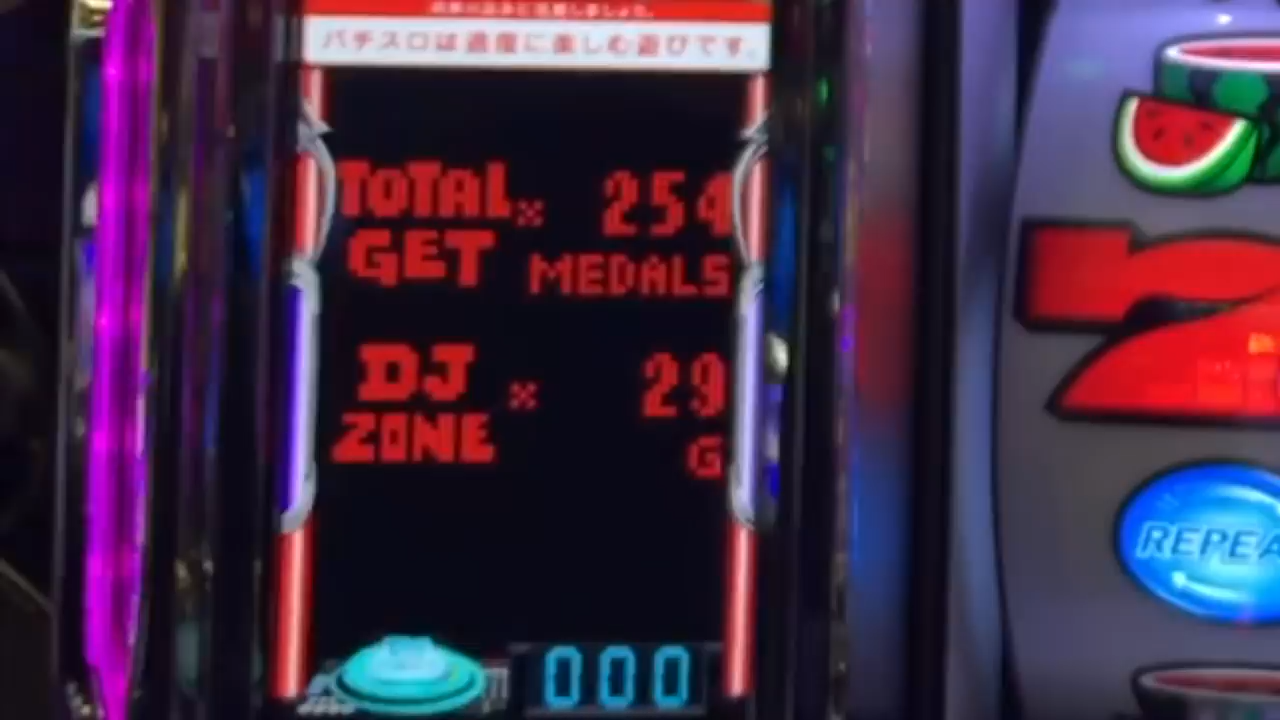 パチスロは適度に楽しむ遊びです。
TOTAL × 254
GET MEDALS
DJ × 29
ZONE G
000
REPEA